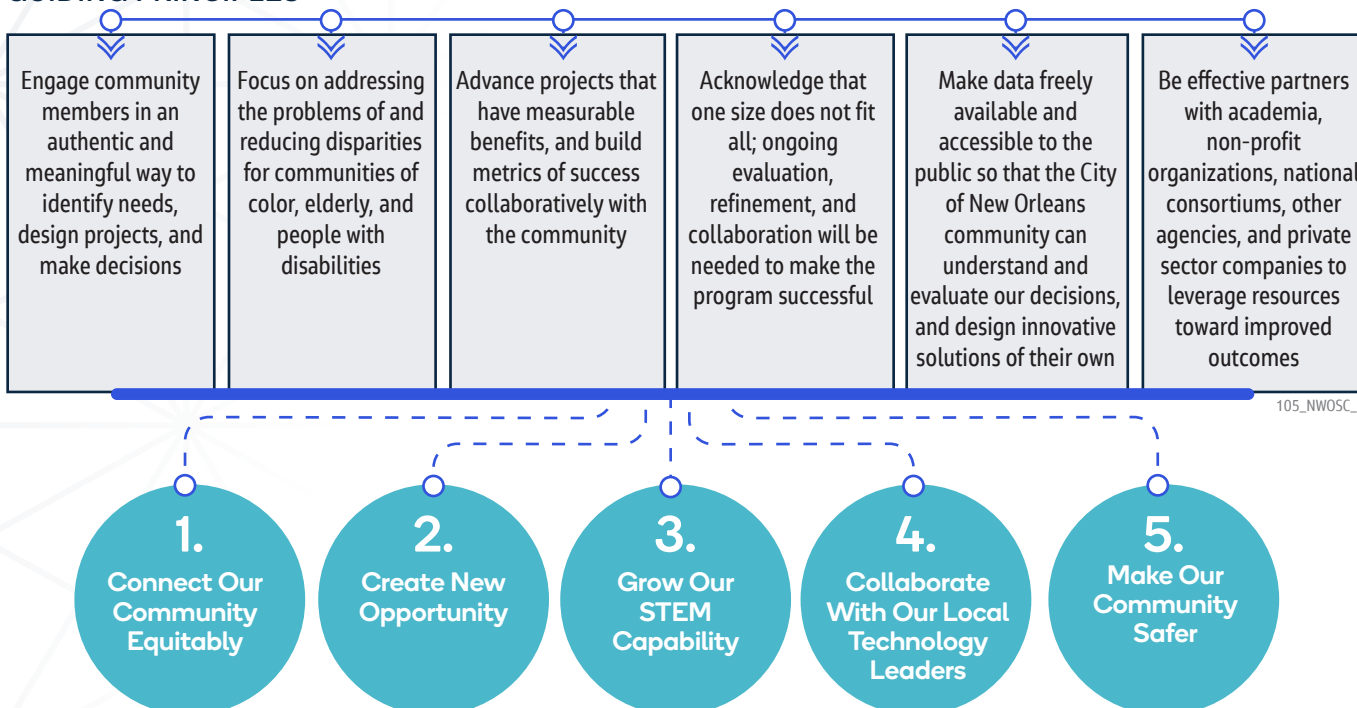 GUIDING PRINCIPLES
Engage community
members in an
authentic and
meaningful way to
identify needs,
design projects, and
make decisions
Focus on addressing
the problems of and
reducing disparities
for communities of
color, elderly, and
people with
disabilities
Advance projects that
have measurable
benefits, and build
metrics of success
collaboratively with
the community
Acknowledge that
one size does not fit
all; ongoing
evaluation,
refinement, and
collaboration will be
needed to make the
program successful
Make data freely
available and
accessible to the
public so that the City
of New Orleans
community can
understand and
evaluate our decisions,
and design innovative
solutions of their own
Be effective partners
with academia,
non-profit
organizations, national
consortiums, other
agencies, and private
sector companies to
leverage resources
toward improved
outcomes
105_NWOSC_
1.
Connect Our
Community
Equitably
2.
Create New
Opportunity
3.
Grow Our
STEM
Capability
4.
Collaborate
With Our Local
Technology
Leaders
5.
Make Our
Community
Safer